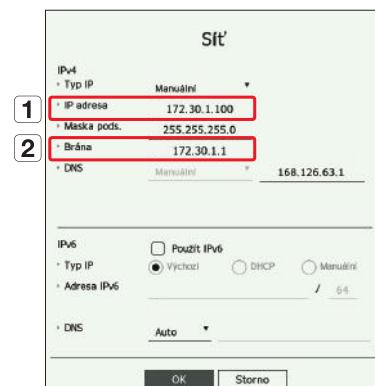 Síť
IPv4
Typ IP Manuální
1 IP adresa 172.30.1.100
Maska pods. 255.255.255.0
2 Brána 172.30.1.1
DNS Manuální 168.126.63.1
IPv6 Použít IPv6
Typ IP Výchozí DHCP Manuální
Adresa IPv6 / 64
DNS Auto
OK Storno